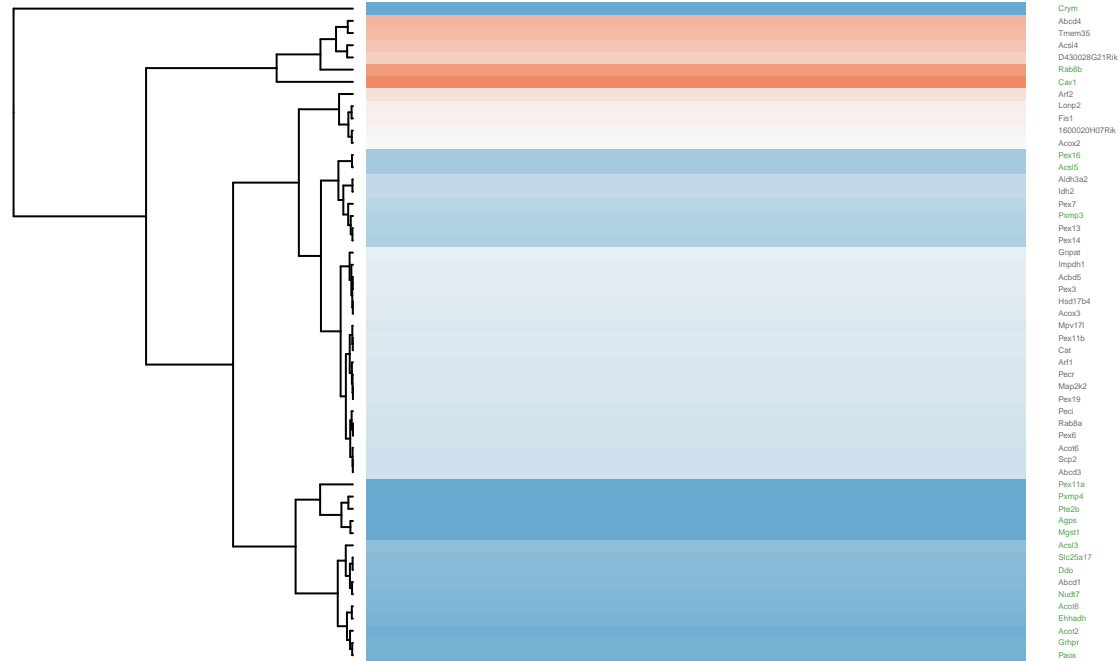 Crym
Abcd4
Tmem35
Acsl4
D430028G21Rik
Rab8b
Cav1
Arf2
Lonp2
Fis1
1600020H07Rik
Acox2
Pex16
Acsl5
Aldh3a2
Idh2
Pex7
Pxmp3
Pex13
Pex14
Gnpat
Impdh1
Acbd5
Pex3
Hsd17b4
Acox3
Mpv17l
Pex11b
Cat
Arf1
Pecr
Map2k2
Pex19
Peci
Rab8a
Pex6
Acot6
Scp2
Abcd3
Pex11a
Pxmp4
Pte2b
Agps
Mgst1
Acsl3
Slc25a17
Ddo
Abcd1
Nudt7
Acot8
Ehhadh
Acot2
Grhpr
Paox